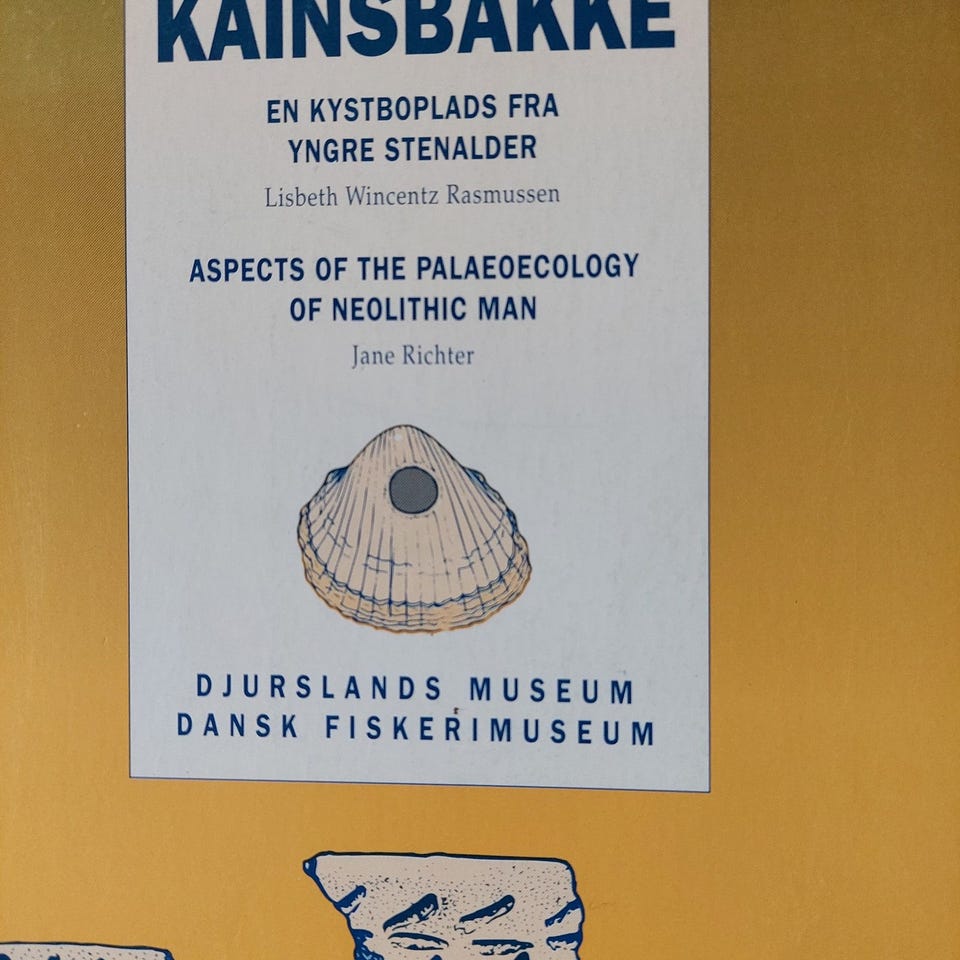 KAINSBAKKE
EN KYSTBOPLADS FRA
YNGRE STENALDER
Lisbeth Wincentz Rasmussen
ASPECTS OF THE PALAEOECOLOGY
OF NEOLITHIC MAN
Jane Richter
DJURSLANDS MUSEUM
DANSK FISKERIMUSEUM